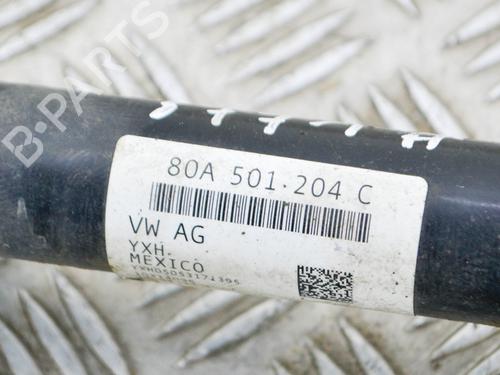 B-PARTS
80A 501.204 C
VW AG
YXH
MEXICO